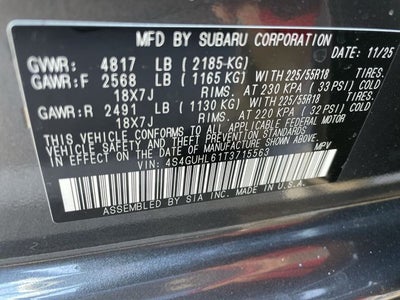 MFD BY SUBARU CORPORATION DATE: 11/25
GVWR: 4817 LB (2185-KG)
GAWR:F 2568 LB (1165 KG) WITH 225/55R18 TIRES.
18X7J RIMS. AT 230 KPA (33 PSI) COLD
GAWR:R 2491 LB (1130 KG) WITH 225/55R18 TIRES.
18X7J RIMS. AT 220 KPA (32 PSI) COLD
THIS VEHICLE CONFORMS TO ALL APPLICABLE FEDERAL MOTOR
VEHICLE SAFETY AND THEFT PREVENTION STANDARDS
IN EFFECT ON THE DATE OF MANUFACTURE SHOWN ABOVE.
VIN: 4S4GUHL61T3715563 MPV
ASSEMBLED BY SIA INC. MADE IN U.S.A.